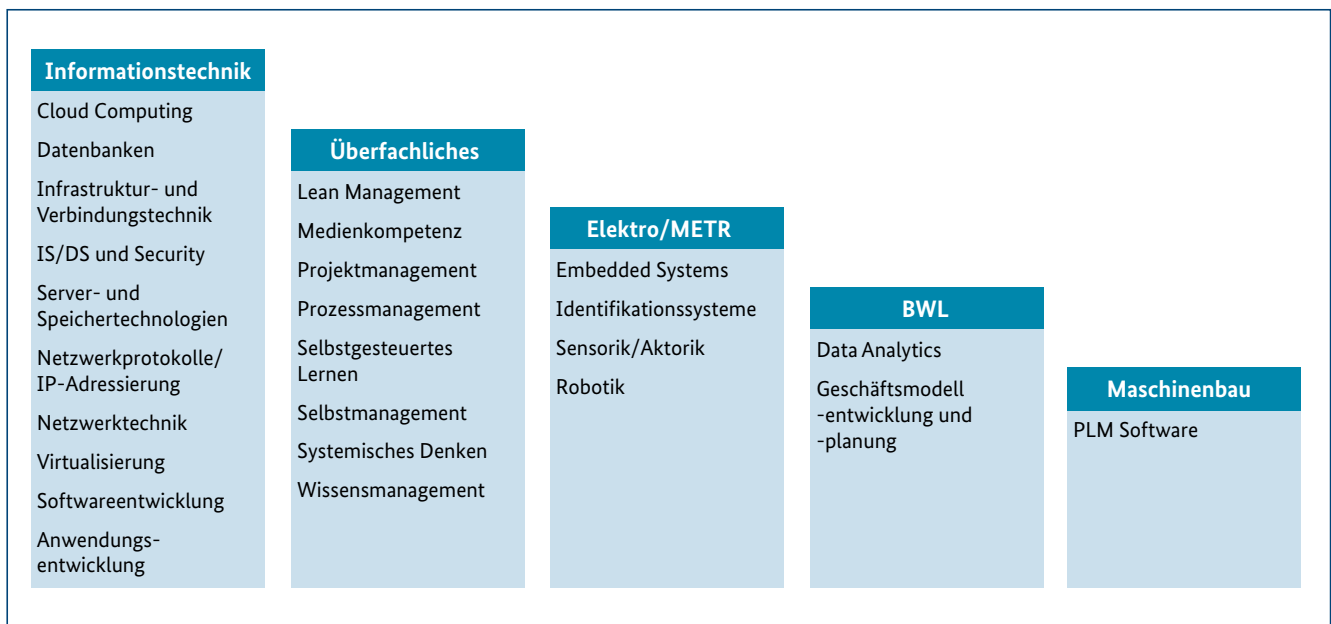 Informationstechnik
Cloud Computing
Datenbanken
Infrastruktur- und
Verbindungstechnik
IS/DS und Security
Server- und
Speichertechnologien
Netzwerkprotokolle/
IP-Adressierung
Netzwerktechnik
Virtualisierung
Softwareentwicklung
Anwendungs-
entwicklung
Überfachliches
Lean Management
Medienkompetenz
Projektmanagement
Prozessmanagement
Selbstgesteuertes
Lernen
Selbstmanagement
Systemisches Denken
Wissensmanagement
Elektro/METR
Embedded Systems
Identifikationssysteme
Sensorik/Aktorik
Robotik
BWL
Data Analytics
Geschäftsmodell
-entwicklung und
-planung
Maschinenbau
PLM Software